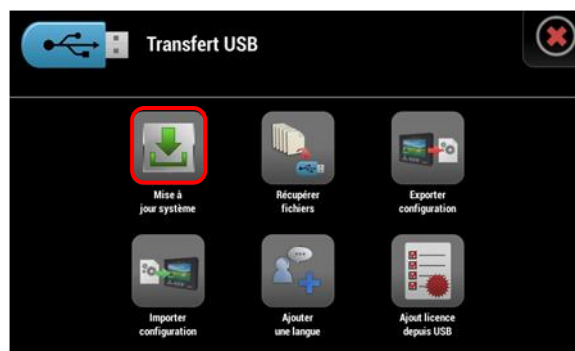 Transfert USB
Mise à
jour système
Récupérer
fichiers
Exporter
configuration
Importer
configuration
Ajouter
une langue
Ajout licence
depuis USB